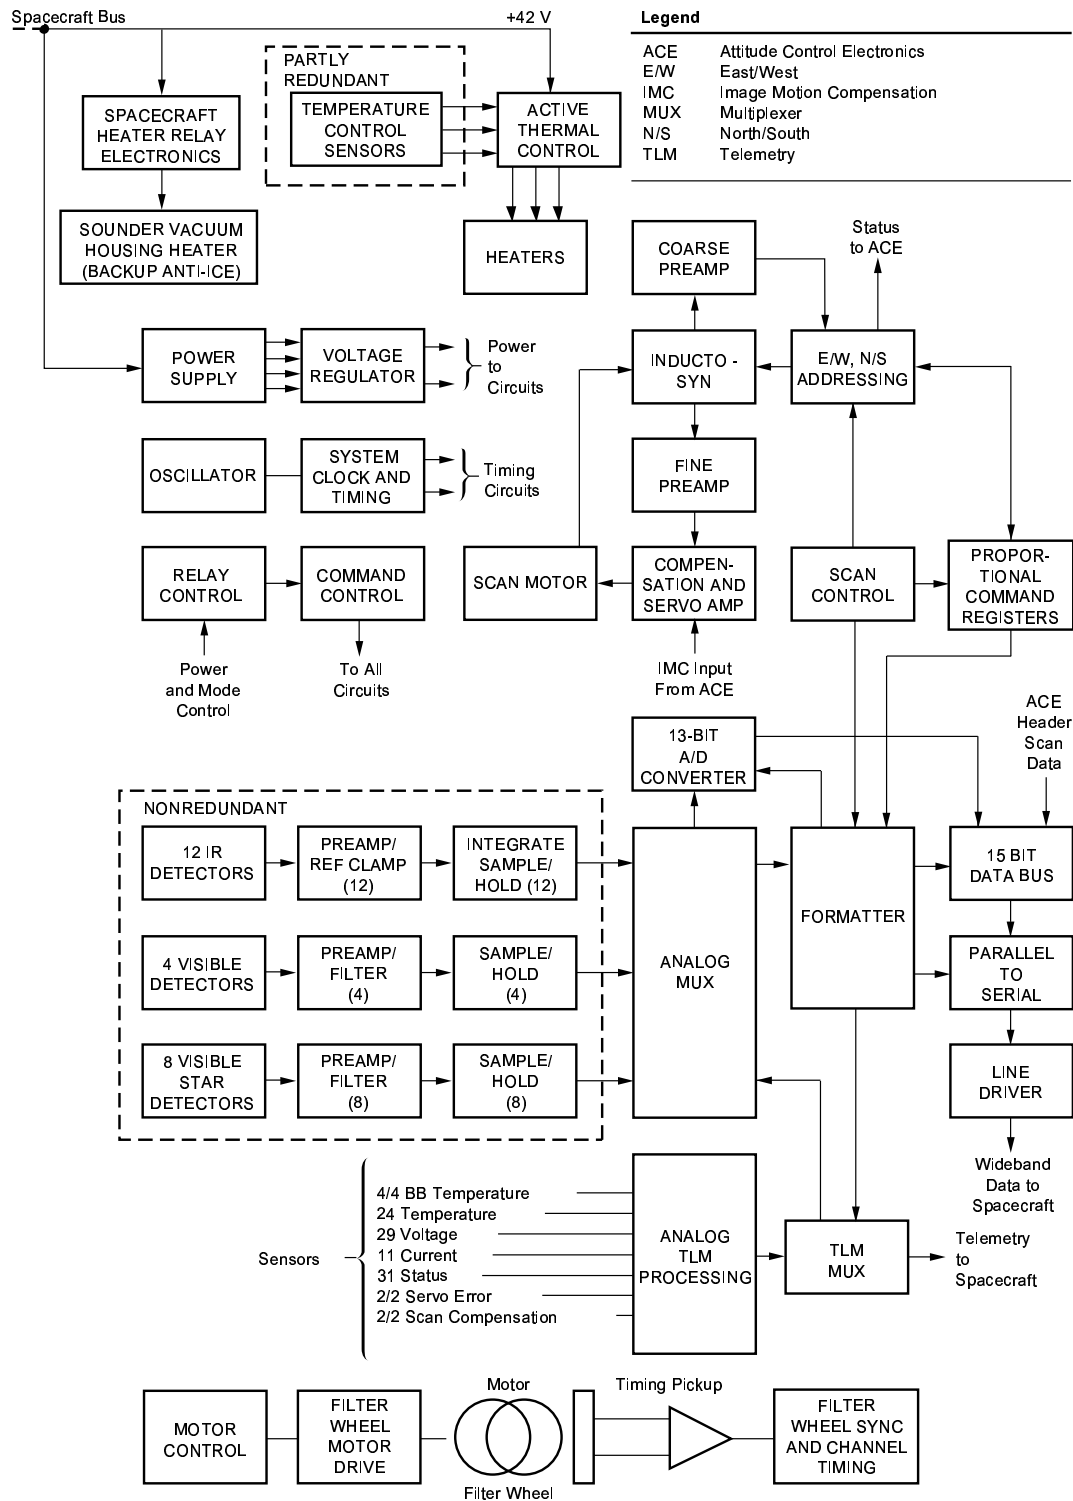 Spacecraft Bus
+42 V
Legend
ACE Attitude Control Electronics
E/W East/West
IMC Image Motion Compensation
MUX Multiplexer
N/S North/South
TLM Telemetry
PARTLY
REDUNDANT
SPACECRAFT
HEATER RELAY
ELECTRONICS
TEMPERATURE
CONTROL
SENSORS
ACTIVE
THERMAL
CONTROL
SOUNDER VACUUM
HOUSING HEATER
(BACKUP ANTI-ICE)
HEATERS
COARSE
PREAMP
Status
to ACE
POWER
SUPPLY
VOLTAGE
REGULATOR
Power
to
Circuits
INDUCTO -
SYN
E/W, N/S
ADDRESSING
OSCILLATOR
SYSTEM
CLOCK AND
TIMING
Timing
Circuits
FINE
PREAMP
RELAY
CONTROL
COMMAND
CONTROL
SCAN MOTOR
COMPEN-
SATION AND
SERVO AMP
SCAN
CONTROL
PROPOR-
TIONAL
COMMAND
REGISTERS
Power
and Mode
Control
To All
Circuits
IMC Input
From ACE
ACE
Header
Scan
Data
13-BIT
A/D
CONVERTER
NONREDUNDANT
12 IR
DETECTORS
PREAMP/
REF CLAMP
(12)
INTEGRATE
SAMPLE/
HOLD (12)
15 BIT
DATA BUS
FORMATTER
4 VISIBLE
DETECTORS
PREAMP/
FILTER
(4)
SAMPLE/
HOLD
(4)
ANALOG
MUX
PARALLEL
TO
SERIAL
8 VISIBLE
STAR
DETECTORS
PREAMP/
FILTER
(8)
SAMPLE/
HOLD
(8)
LINE
DRIVER
Wideband
Data to
Spacecraft
Sensors
4/4 BB Temperature
24 Temperature
29 Voltage
11 Current
31 Status
2/2 Servo Error
2/2 Scan Compensation
ANALOG
TLM
PROCESSING
TLM
MUX
Telemetry
to
Spacecraft
MOTOR
CONTROL
FILTER
WHEEL
MOTOR
DRIVE
Motor
Filter Wheel
Timing Pickup
FILTER
WHEEL SYNC
AND CHANNEL
TIMING